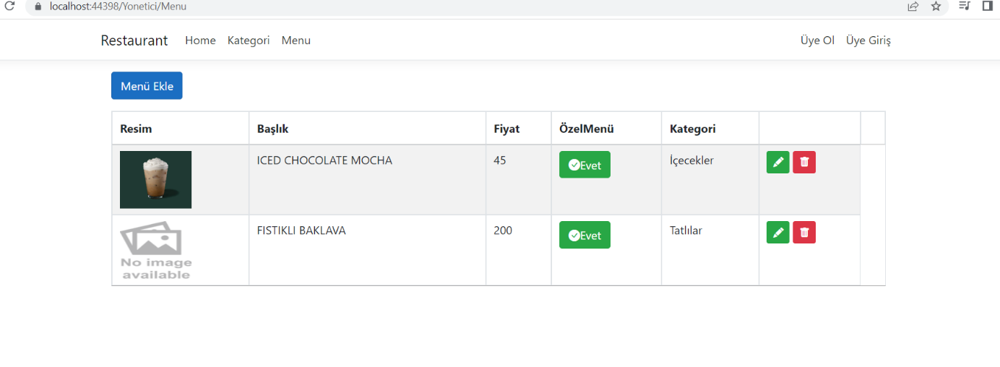 localhost:44398/Yonetici/Menu
Restaurant Home Kategori Menu Üye Ol Üye Giriş
Menü Ekle
Resim Başlık Fiyat ÖzelMenü Kategori
ICED CHOCOLATE MOCHA 45 Evet İçecekler
FISTIKLI BAKLAVA 200 Evet Tatlılar
No image
available